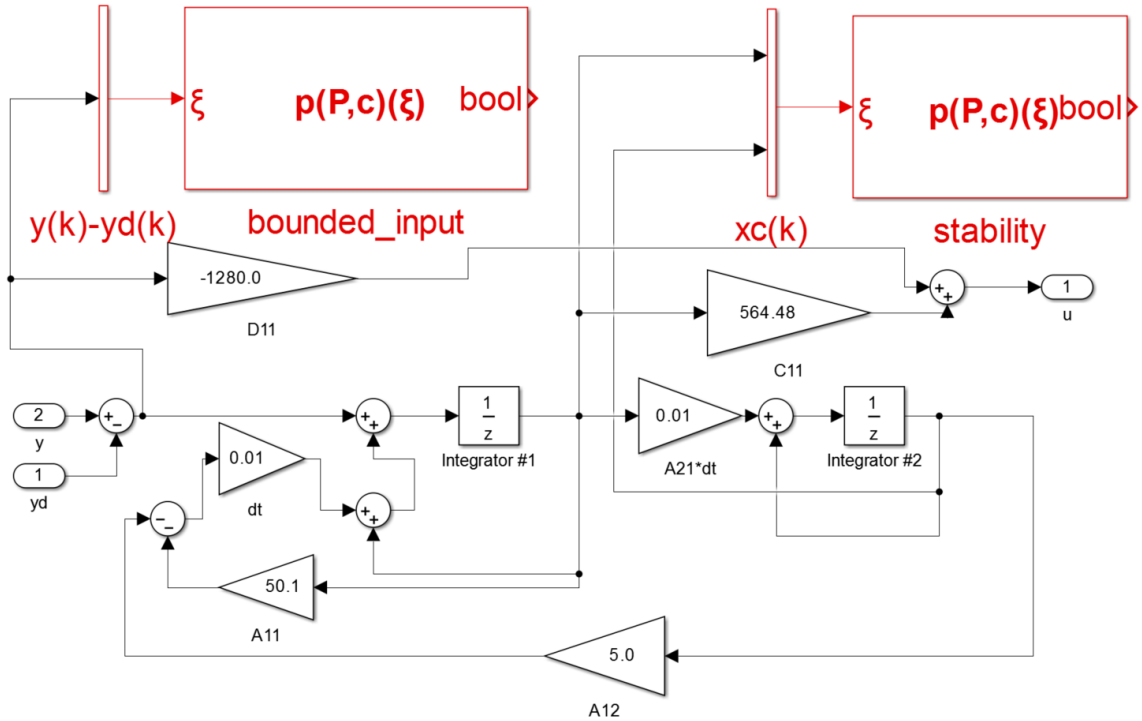 ξ
p(P,c)(ξ)
bool
ξ
p(P,c)(ξ)
bool
y(k)-yd(k)
bounded_input
xc(k)
stability
-1280.0
D11
+
+
1
u
564.48
C11
2
y
+
−
1
yd
+
+
1
z
Integrator #1
0.01
A21*dt
+
+
1
z
Integrator #2
0.01
dt
−
−
+
+
50.1
A11
5.0
A12